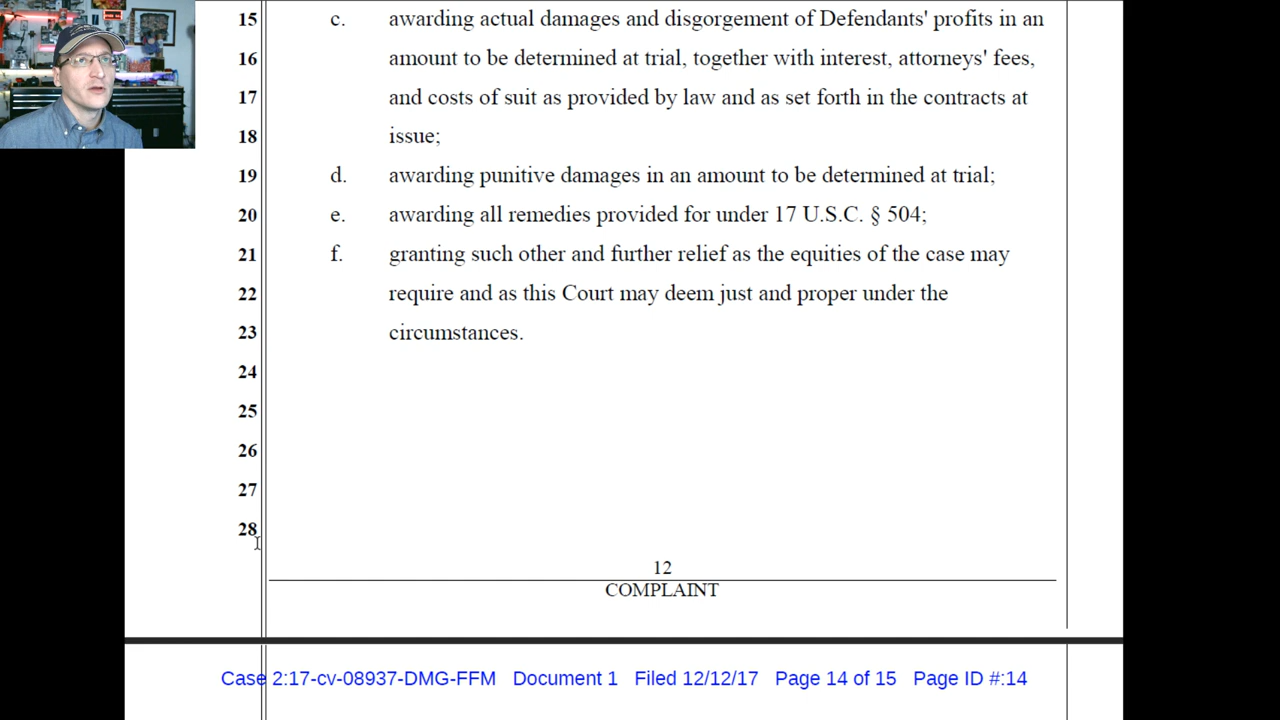 15 c. awarding actual damages and disgorgement of Defendants' profits in an
16 amount to be determined at trial, together with interest, attorneys' fees,
17 and costs of suit as provided by law and as set forth in the contracts at
18 issue;
19 d. awarding punitive damages in an amount to be determined at trial;
20 e. awarding all remedies provided for under 17 U.S.C. § 504;
21 f. granting such other and further relief as the equities of the case may
22 require and as this Court may deem just and proper under the
23 circumstances.
24
25
26
27
28
12
COMPLAINT
Case 2:17-cv-08937-DMG-FFM Document 1 Filed 12/12/17 Page 14 of 15 Page ID #:14